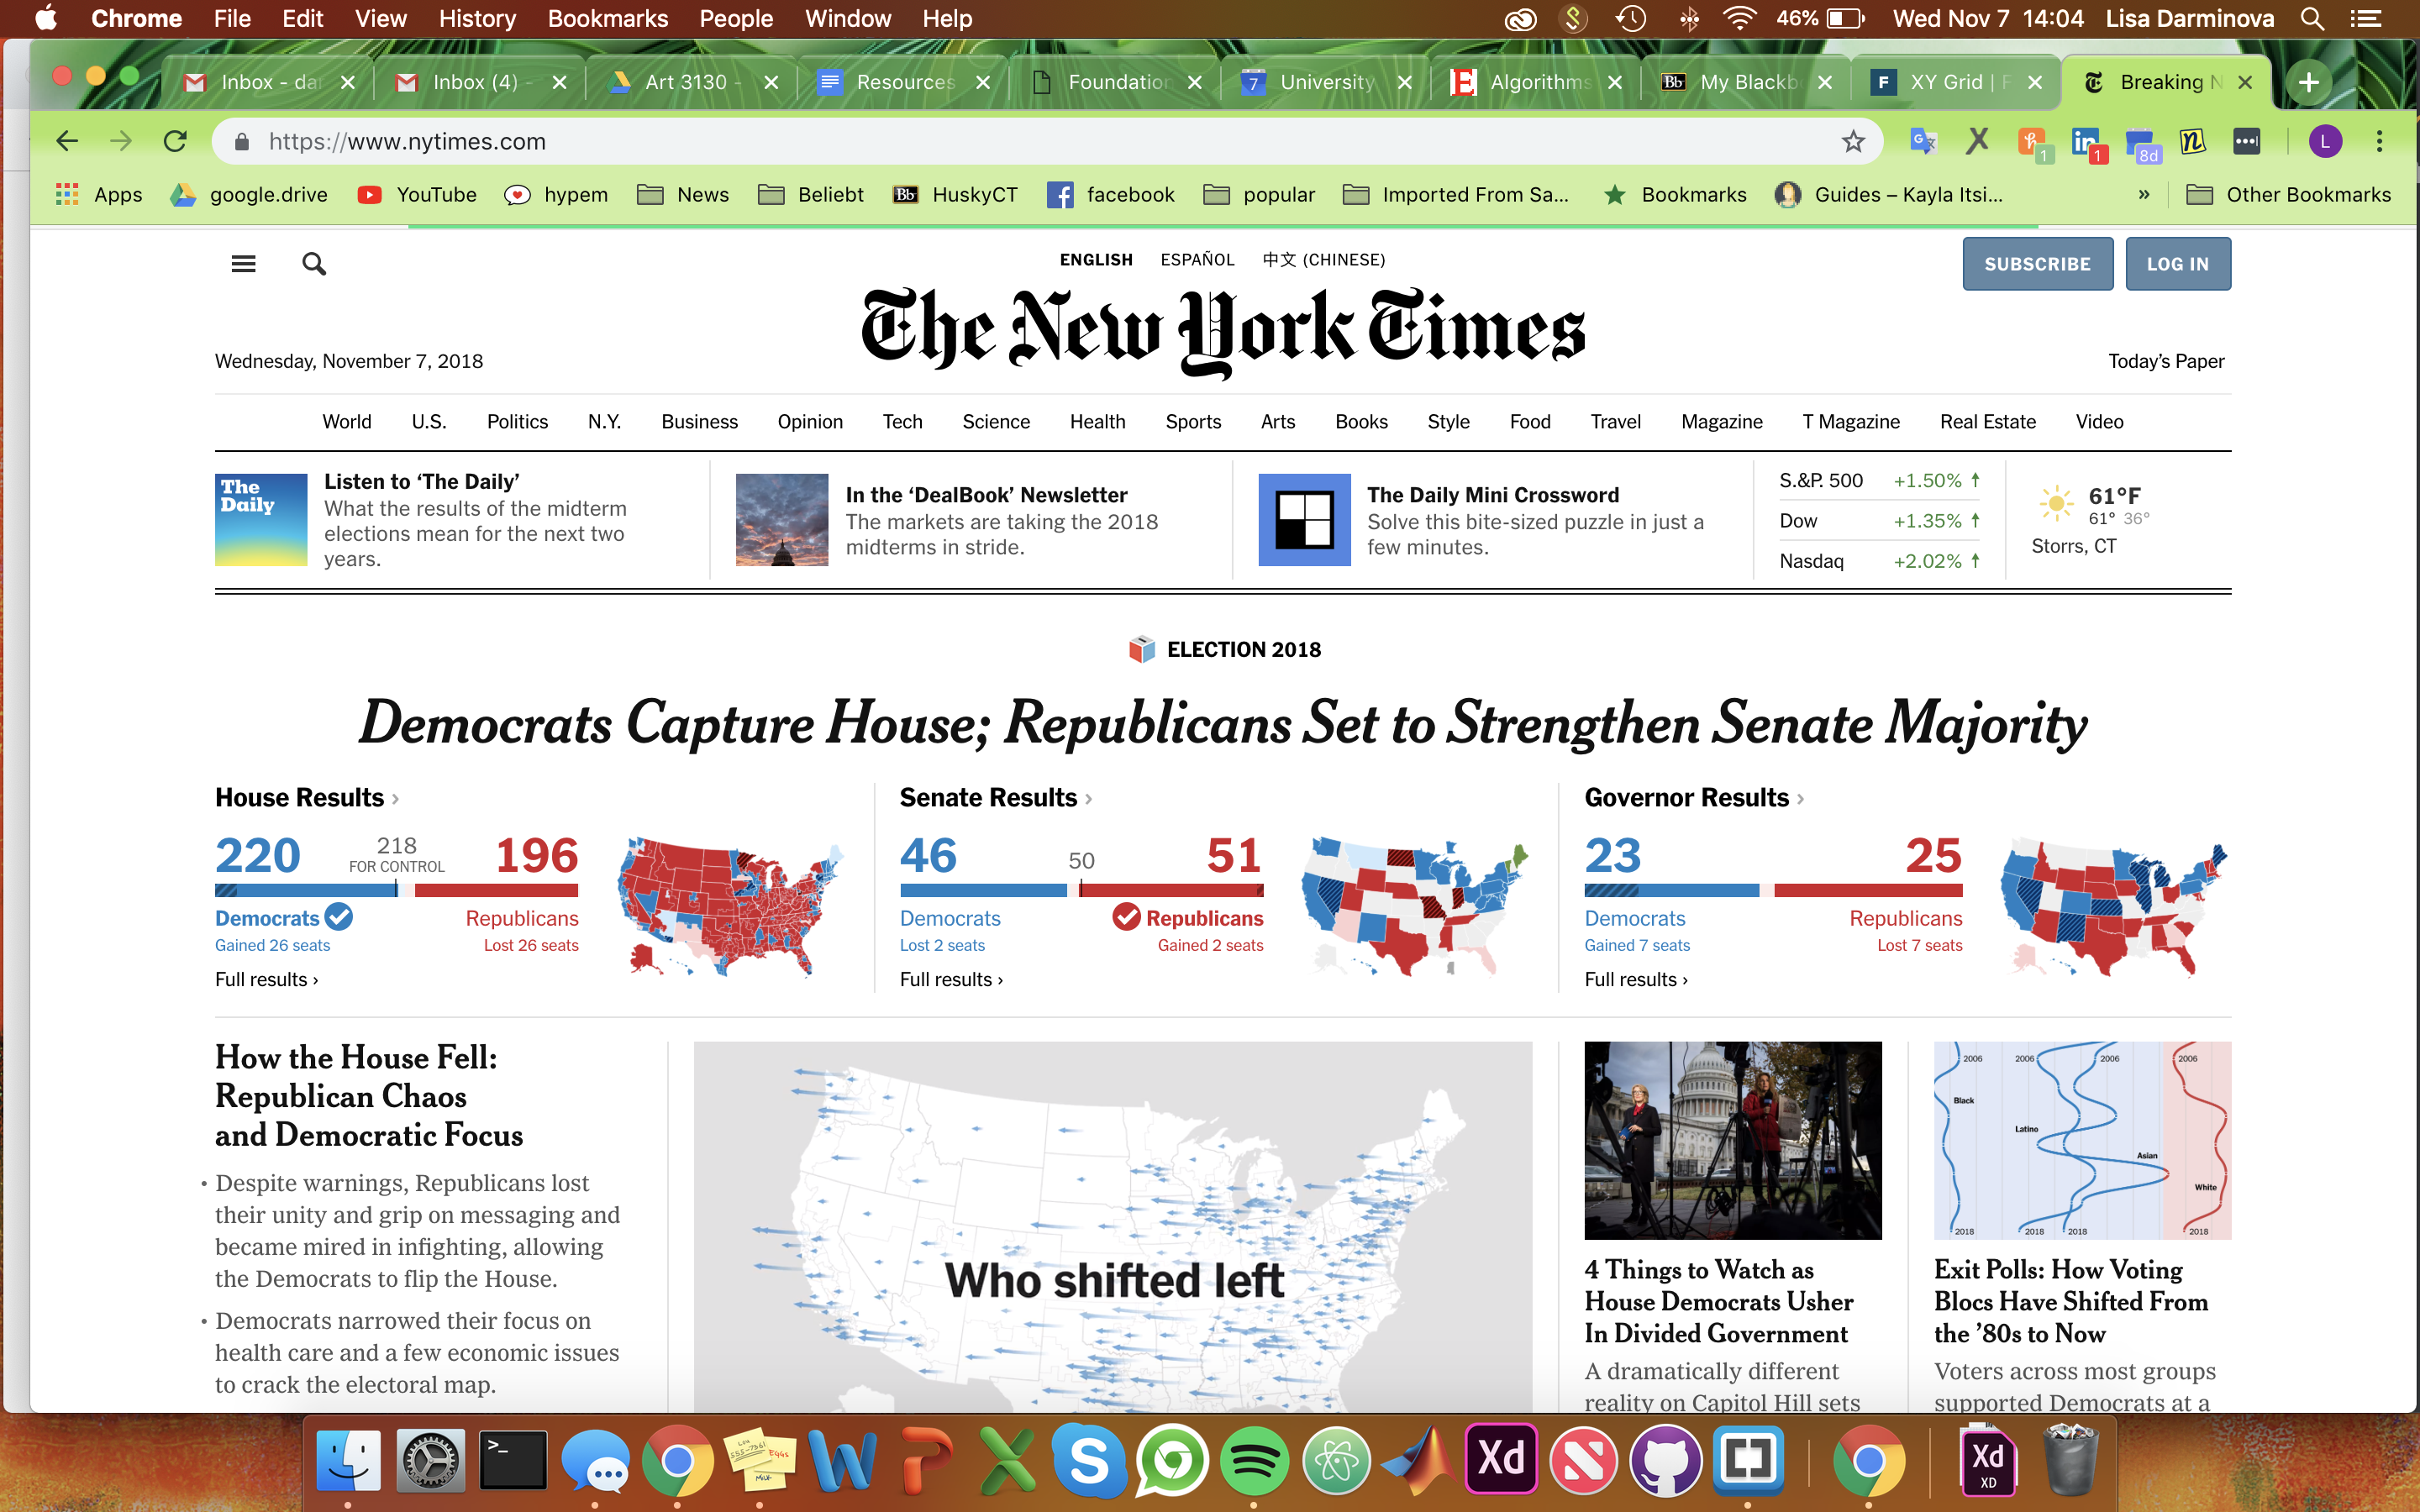 Chrome File Edit View History Bookmarks People Window Help 46% Wed Nov 7 14:04 Lisa Darminova
Inbox - dar Inbox (4) - Art 3130 - Resources Foundation University Algorithms My Blackb XY Grid | F Breaking N
https://www.nytimes.com
Apps google.drive YouTube hypem News Beliebt HuskyCT facebook popular Imported From Sa... Bookmarks Guides – Kayla Itsi... » Other Bookmarks
ENGLISH ESPAÑOL 中文 (CHINESE)
SUBSCRIBE LOG IN
The New York Times
Wednesday, November 7, 2018
Today’s Paper
World U.S. Politics N.Y. Business Opinion Tech Science Health Sports Arts Books Style Food Travel Magazine T Magazine Real Estate Video
The
Daily
Listen to ‘The Daily’
What the results of the midterm
elections mean for the next two
years.
In the ‘DealBook’ Newsletter
The markets are taking the 2018
midterms in stride.
The Daily Mini Crossword
Solve this bite-sized puzzle in just a
few minutes.
S.&P. 500 +1.50% ↑
Dow +1.35% ↑
Nasdaq +2.02% ↑
61°F
61° 36°
Storrs, CT
ELECTION 2018
Democrats Capture House; Republicans Set to Strengthen Senate Majority
House Results ›
220 218 196
FOR CONTROL
Democrats Republicans
Gained 26 seats Lost 26 seats
Full results ›
Senate Results ›
46 50 51
Democrats Republicans
Lost 2 seats Gained 2 seats
Full results ›
Governor Results ›
23 25
Democrats Republicans
Gained 7 seats Lost 7 seats
Full results ›
How the House Fell:
Republican Chaos
and Democratic Focus
• Despite warnings, Republicans lost
their unity and grip on messaging and
became mired in infighting, allowing
the Democrats to flip the House.
• Democrats narrowed their focus on
health care and a few economic issues
to crack the electoral map.
Who shifted left
4 Things to Watch as
House Democrats Usher
In Divided Government
A dramatically different
reality on Capitol Hill sets
2006 2006 2006 2006
Black
Latino
Asian
White
2018 2018 2018 2018
Exit Polls: How Voting
Blocs Have Shifted From
the ’80s to Now
Voters across most groups
supported Democrats at a
Xd
Xd
XD